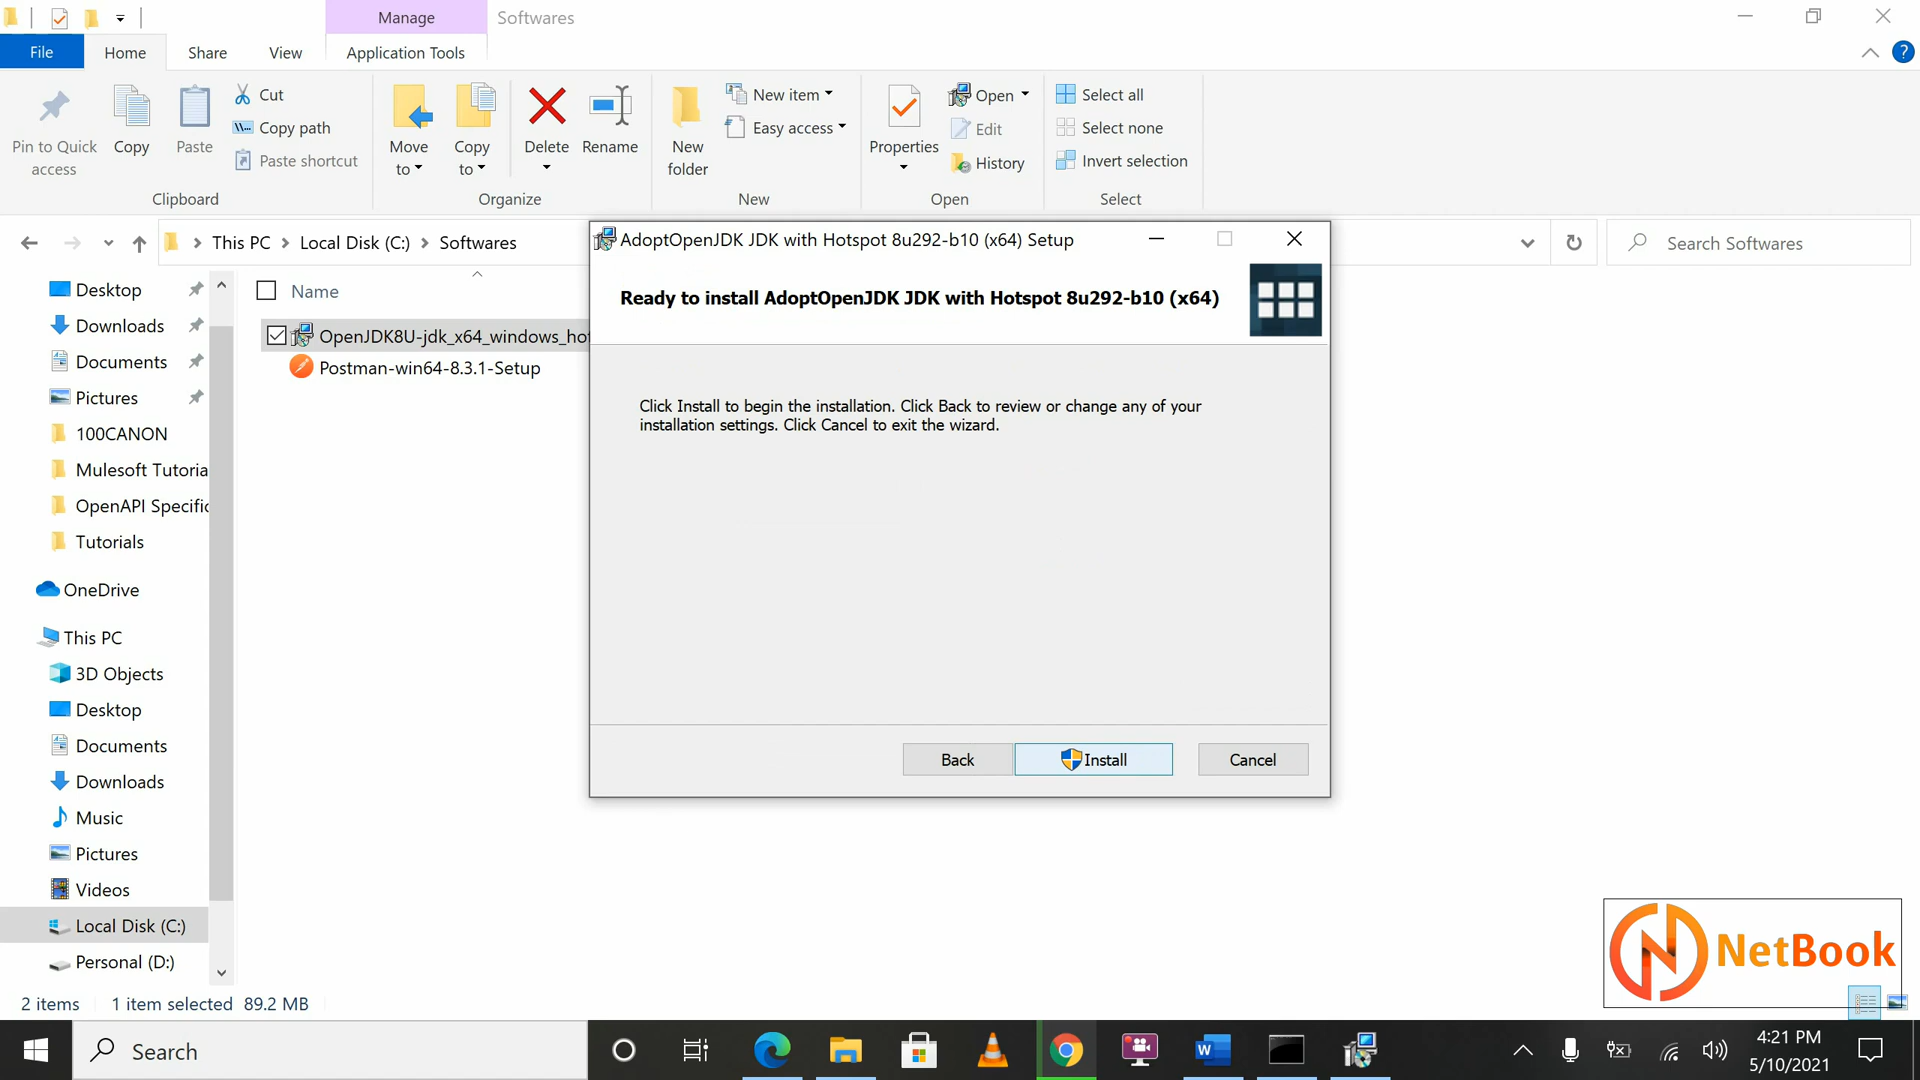 Manage
Softwares
File
Home
Share
View
Application Tools
Pin to Quick access
Copy
Paste
Cut
Copy path
Paste shortcut
Move to
Copy to
Delete
Rename
New folder
New item
Easy access
Properties
Open
Edit
History
Select all
Select none
Invert selection
Clipboard
Organize
New
Open
Select
This PC
Local Disk (C:)
Softwares
Search Softwares
Desktop
Downloads
Documents
Pictures
100CANON
Mulesoft Tutoria
OpenAPI Specific
Tutorials
OneDrive
This PC
3D Objects
Desktop
Documents
Downloads
Music
Pictures
Videos
Local Disk (C:)
Personal (D:)
Name
OpenJDK8U-jdk_x64_windows_hot
Postman-win64-8.3.1-Setup
AdoptOpenJDK JDK with Hotspot 8u292-b10 (x64) Setup
Ready to install AdoptOpenJDK JDK with Hotspot 8u292-b10 (x64)
Click Install to begin the installation. Click Back to review or change any of your
installation settings. Click Cancel to exit the wizard.
Back
Install
Cancel
NetBook
2 items
1 item selected 89.2 MB
Search
4:21 PM
5/10/2021